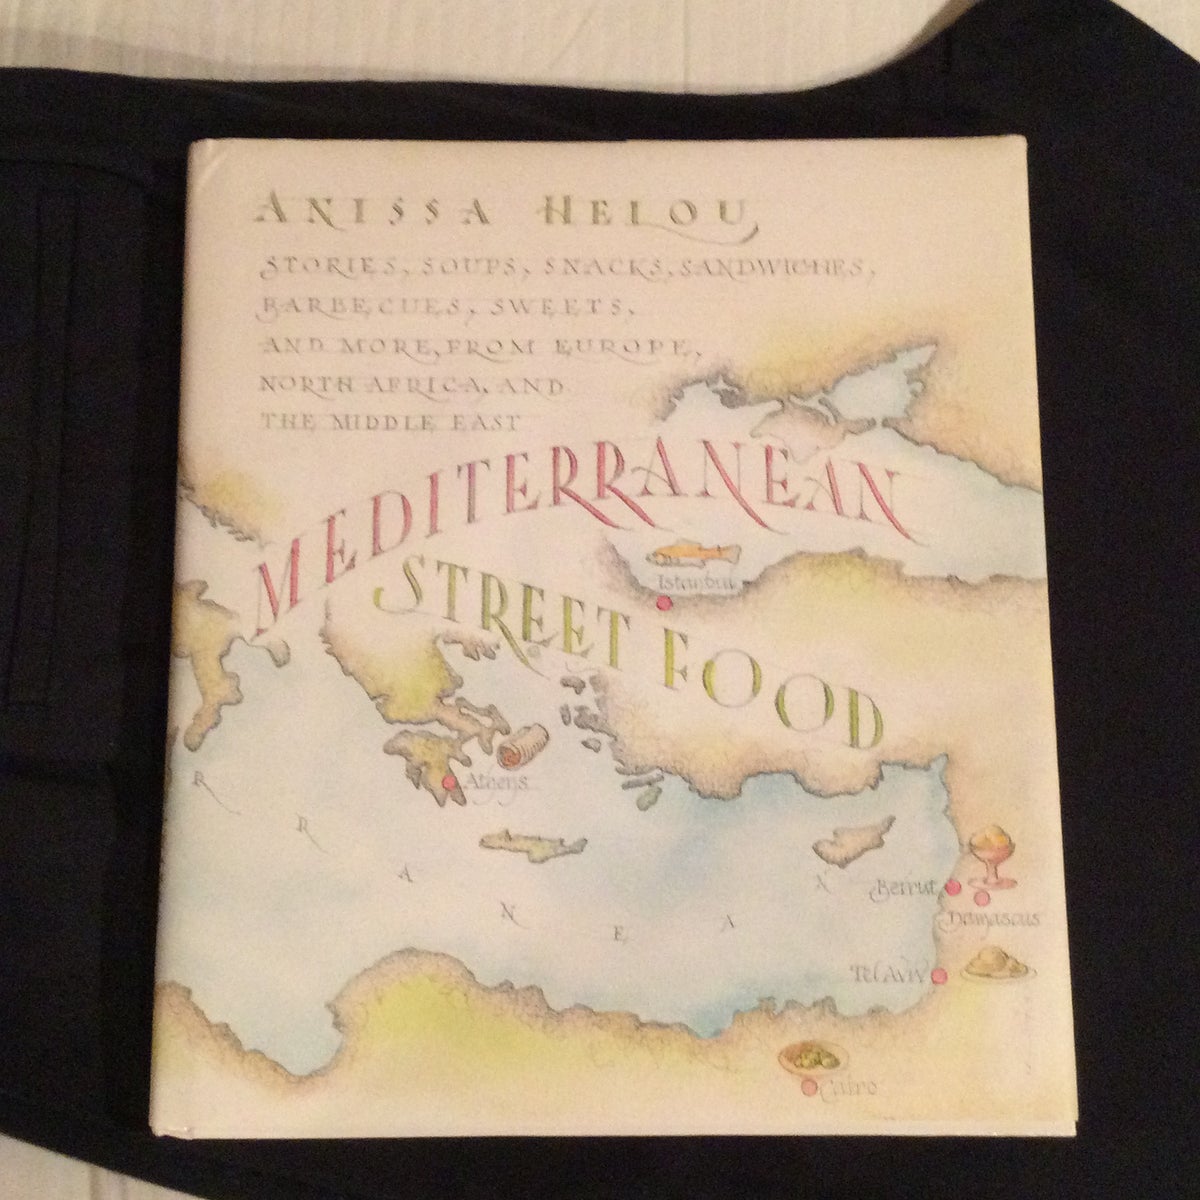 ANISSA HELOU
STORIES, SOUPS, SNACKS, SANDWICHES,
BARBECUES, SWEETS,
AND MORE, FROM EUROPE,
NORTH AFRICA, AND
THE MIDDLE EAST
MEDITERRANEAN
STREET FOOD
Istanbul
Athens
R R A N E A N
Beirut
Damascus
Tel Aviv
Cairo